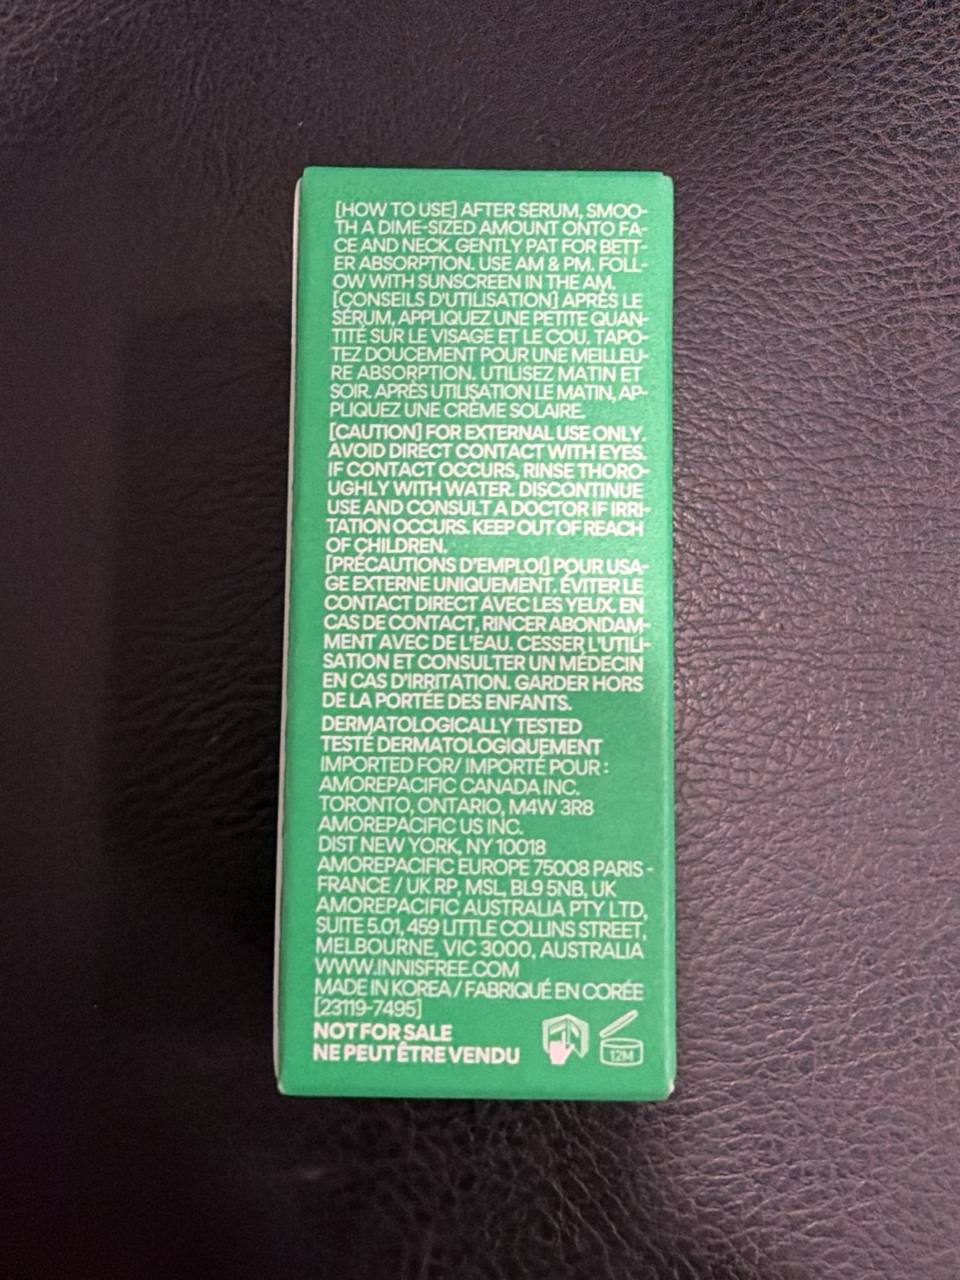 [HOW TO USE] AFTER SERUM, SMOO-
TH A DIME-SIZED AMOUNT ONTO FA-
CE AND NECK. GENTLY PAT FOR BETT-
ER ABSORPTION. USE AM & PM. FOLL-
OW WITH SUNSCREEN IN THE AM.
[CONSEILS D'UTILISATION] APRÈS LE
SÉRUM, APPLIQUEZ UNE PETITE QUAN-
TITÉ SUR LE VISAGE ET LE COU. TAPO-
TEZ DOUCEMENT POUR UNE MEILLEU-
RE ABSORPTION. UTILISEZ MATIN ET
SOIR. APRÈS UTILISATION LE MATIN, AP-
PLIQUEZ UNE CRÈME SOLAIRE.
[CAUTION] FOR EXTERNAL USE ONLY.
AVOID DIRECT CONTACT WITH EYES.
IF CONTACT OCCURS, RINSE THORO-
UGHLY WITH WATER. DISCONTINUE
USE AND CONSULT A DOCTOR IF IRRI-
TATION OCCURS. KEEP OUT OF REACH
OF CHILDREN.
[PRÉCAUTIONS D'EMPLOI] POUR USA-
GE EXTERNE UNIQUEMENT. ÉVITER LE
CONTACT DIRECT AVEC LES YEUX. EN
CAS DE CONTACT, RINCER ABONDAM-
MENT AVEC DE L'EAU. CESSER L'UTILI-
SATION ET CONSULTER UN MÉDECIN
EN CAS D'IRRITATION. GARDER HORS
DE LA PORTÉE DES ENFANTS.
DERMATOLOGICALLY TESTED
TESTÉ DERMATOLOGIQUEMENT
IMPORTED FOR/ IMPORTÉ POUR :
AMOREPACIFIC CANADA INC.
TORONTO, ONTARIO, M4W 3R8
AMOREPACIFIC US INC.
DIST NEW YORK, NY 10018
AMOREPACIFIC EUROPE 75008 PARIS -
FRANCE / UK RP, MSL, BL9 5NB, UK
AMOREPACIFIC AUSTRALIA PTY LTD,
SUITE 5.01, 459 LITTLE COLLINS STREET,
MELBOURNE, VIC 3000, AUSTRALIA
WWW.INNISFREE.COM
MADE IN KOREA / FABRIQUÉ EN CORÉE
[23119-7495]
NOT FOR SALE
NE PEUT ÊTRE VENDU
12M